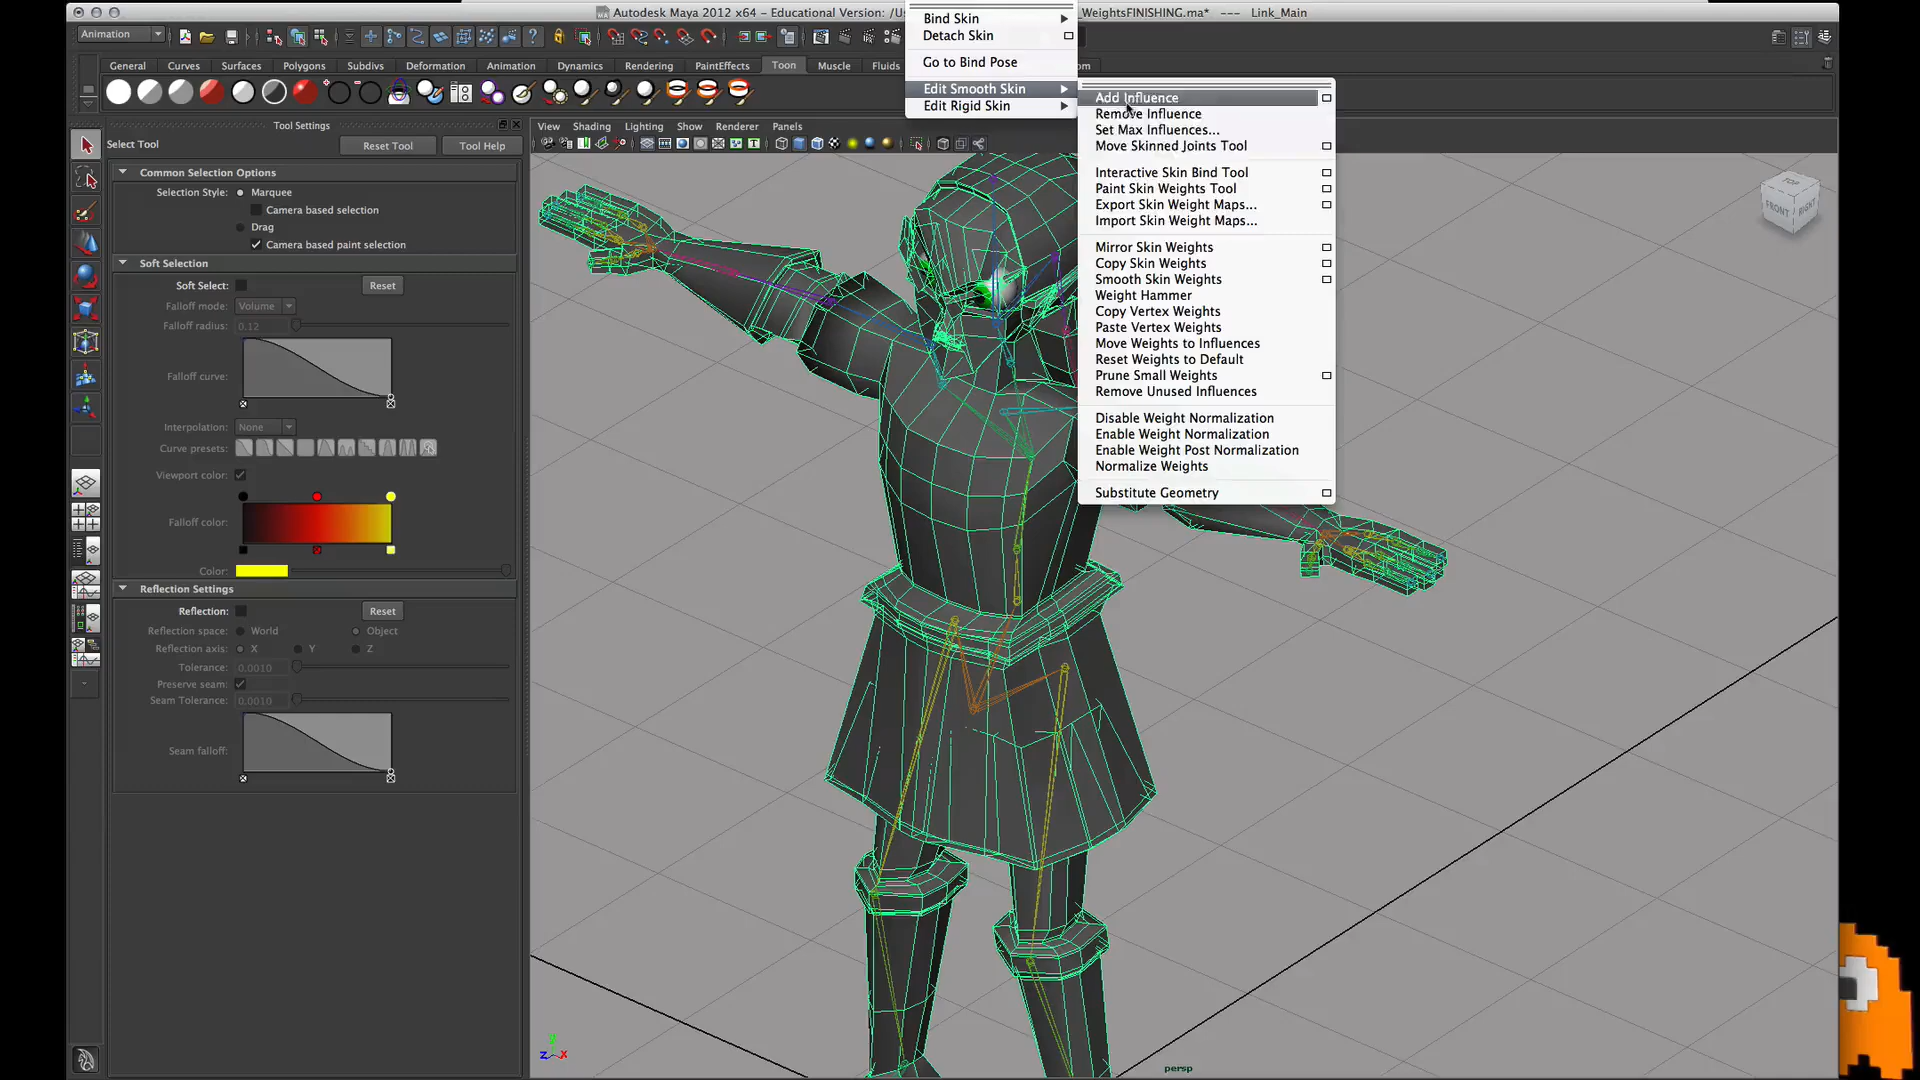 Autodesk Maya 2012 x64 – Educational Version: /Us
_WeightsFINISHING.ma* --- Link_Main
Animation
General Curves Surfaces Polygons Subdivs Deformation Animation Dynamics Rendering PaintEffects Toon Muscle Fluids
Bind Skin
Detach Skin
Go to Bind Pose
Edit Smooth Skin
Edit Rigid Skin
Add Influence
Remove Influence
Set Max Influences...
Move Skinned Joints Tool
Interactive Skin Bind Tool
Paint Skin Weights Tool
Export Skin Weight Maps...
Import Skin Weight Maps...
Mirror Skin Weights
Copy Skin Weights
Smooth Skin Weights
Weight Hammer
Copy Vertex Weights
Paste Vertex Weights
Move Weights to Influences
Reset Weights to Default
Prune Small Weights
Remove Unused Influences
Disable Weight Normalization
Enable Weight Normalization
Enable Weight Post Normalization
Normalize Weights
Substitute Geometry
Tool Settings
Select Tool Reset Tool Tool Help
Common Selection Options
Selection Style: Marquee
Camera based selection
Drag
Camera based paint selection
Soft Selection
Soft Select: Reset
Falloff mode: Volume
Falloff radius: 0.12
Falloff curve:
Interpolation: None
Curve presets:
Viewport color:
Falloff color:
Color:
Reflection Settings
Reflection: Reset
Reflection space: World Object
Reflection axis: X Y Z
Tolerance: 0.0010
Preserve seam:
Seam Tolerance: 0.0010
Seam falloff:
View Shading Lighting Show Renderer Panels
TOP
FRONT RIGHT
y
z x
persp